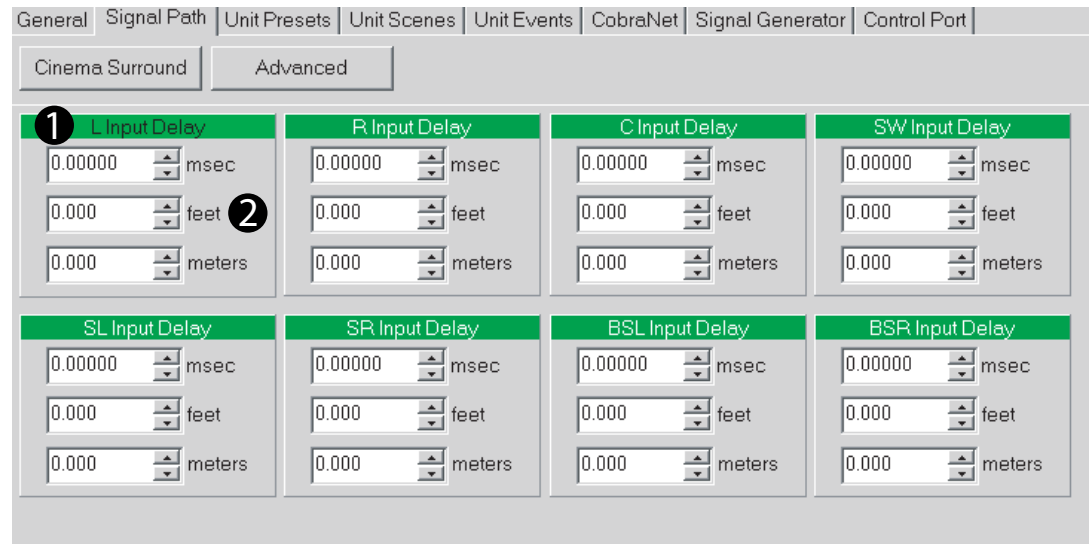 General Signal Path Unit Presets Unit Scenes Unit Events CobraNet Signal Generator Control Port
Cinema Surround Advanced
1 L Input Delay R Input Delay C Input Delay SW Input Delay
0.00000 msec 0.00000 msec 0.00000 msec 0.00000 msec
0.000 feet 2 0.000 feet 0.000 feet 0.000 feet
0.000 meters 0.000 meters 0.000 meters 0.000 meters
SL Input Delay SR Input Delay BSL Input Delay BSR Input Delay
0.00000 msec 0.00000 msec 0.00000 msec 0.00000 msec
0.000 feet 0.000 feet 0.000 feet 0.000 feet
0.000 meters 0.000 meters 0.000 meters 0.000 meters